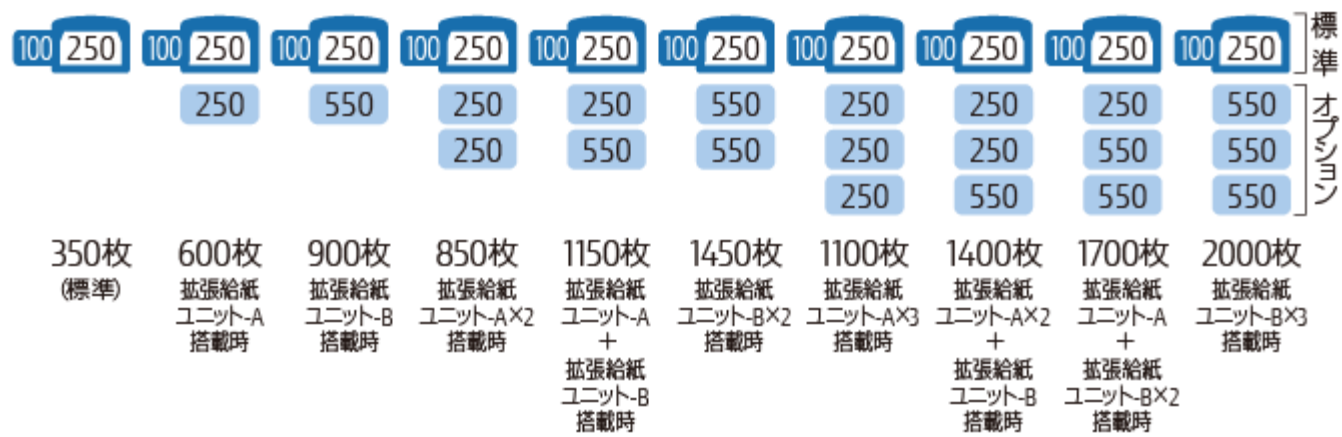 100 250 100 250 100 250 100 250 100 250 100 250 100 250 100 250 100 250 100 250 標準
250 550 250 250 550 250 250 250 550 オプション
250 550 550 250 250 550 550
250 550 550 550
350枚 600枚 900枚 850枚 1150枚 1450枚 1100枚 1400枚 1700枚 2000枚
(標準) 拡張給紙 拡張給紙 拡張給紙 拡張給紙 拡張給紙 拡張給紙 拡張給紙 拡張給紙 拡張給紙
ユニット-A ユニット-B ユニット-A×2 ユニット-A ユニット-B×2 ユニット-A×3 ユニット-A×2 ユニット-A ユニット-B×3
搭載時 搭載時 搭載時 + 搭載時 搭載時 + + 搭載時
拡張給紙 拡張給紙 拡張給紙
ユニット-B ユニット-B ユニット-B×2
搭載時 搭載時 搭載時